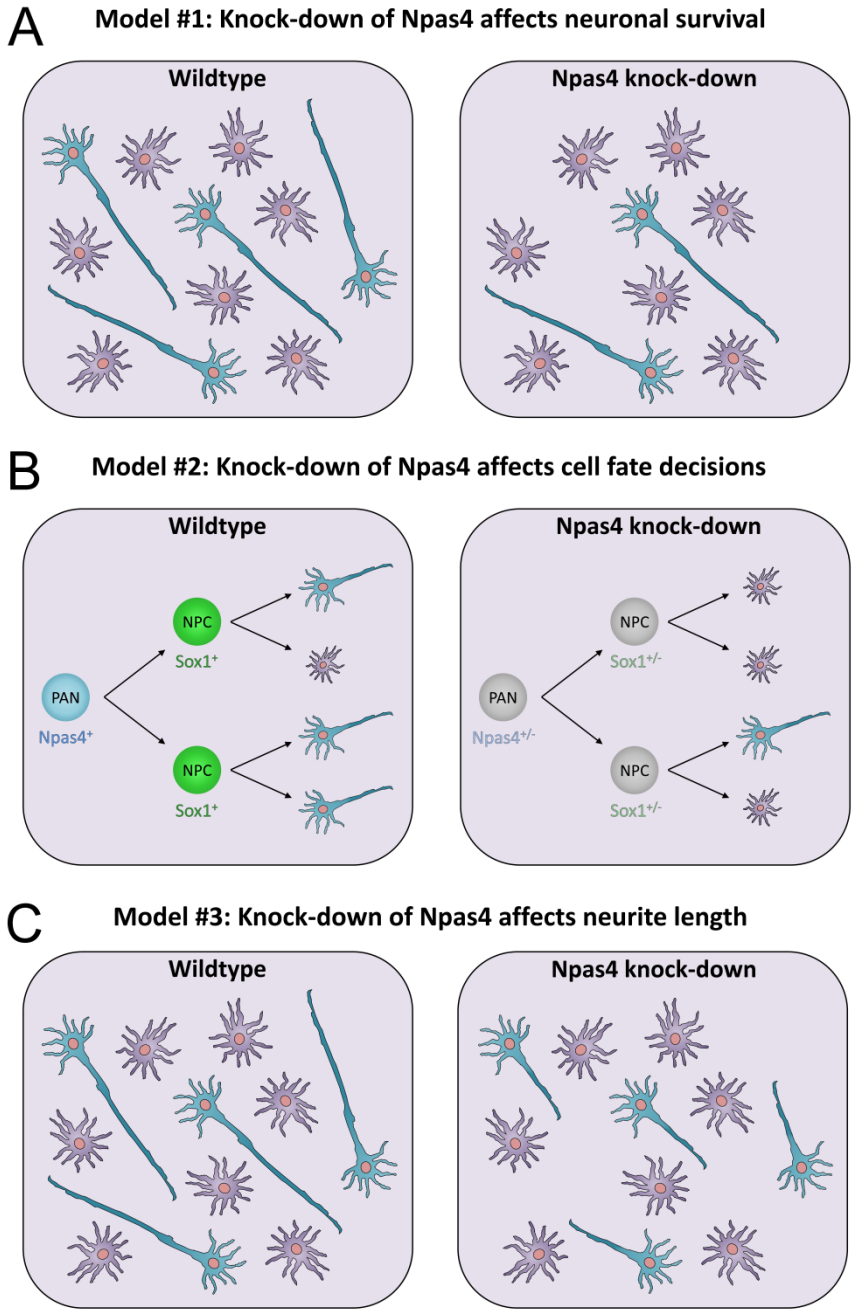 A
Model #1: Knock-down of Npas4 affects neuronal survival
Wildtype
Npas4 knock-down
B
Model #2: Knock-down of Npas4 affects cell fate decisions
Wildtype
NPC
Sox1⁺
PAN
Npas4⁺
NPC
Sox1⁺
Npas4 knock-down
NPC
Sox1⁺/⁻
PAN
Npas4⁺/⁻
NPC
Sox1⁺/⁻
C
Model #3: Knock-down of Npas4 affects neurite length
Wildtype
Npas4 knock-down